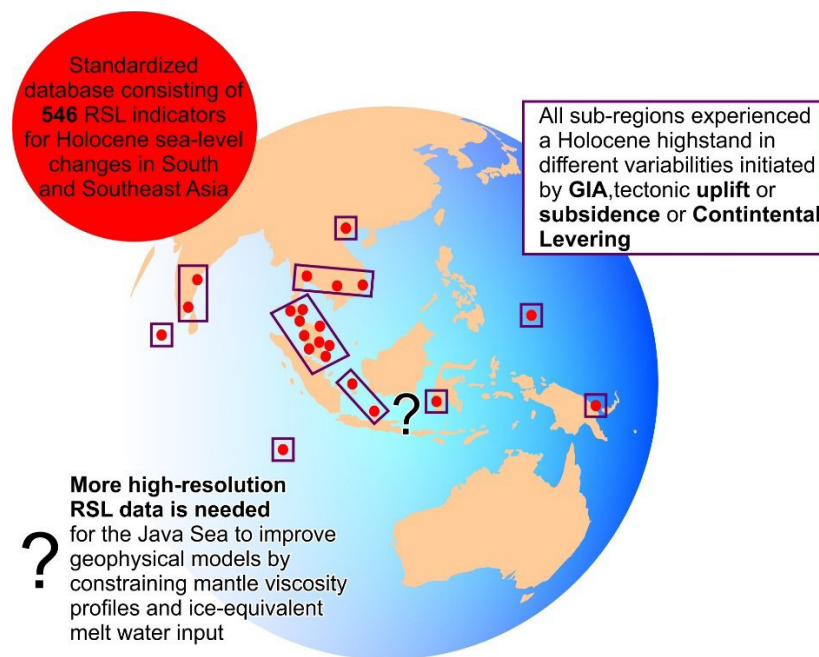 Standardized
database consisting of
546 RSL indicators
for Holocene sea-level
changes in South
and Southeast Asia
All sub-regions experienced
a Holocene highstand in
different variabilities initiated
by GIA,tectonic uplift or
subsidence or Contintental
Levering
?
More high-resolution
RSL data is needed
for the Java Sea to improve
geophysical models by
constraining mantle viscosity
profiles and ice-equivalent
melt water input
?